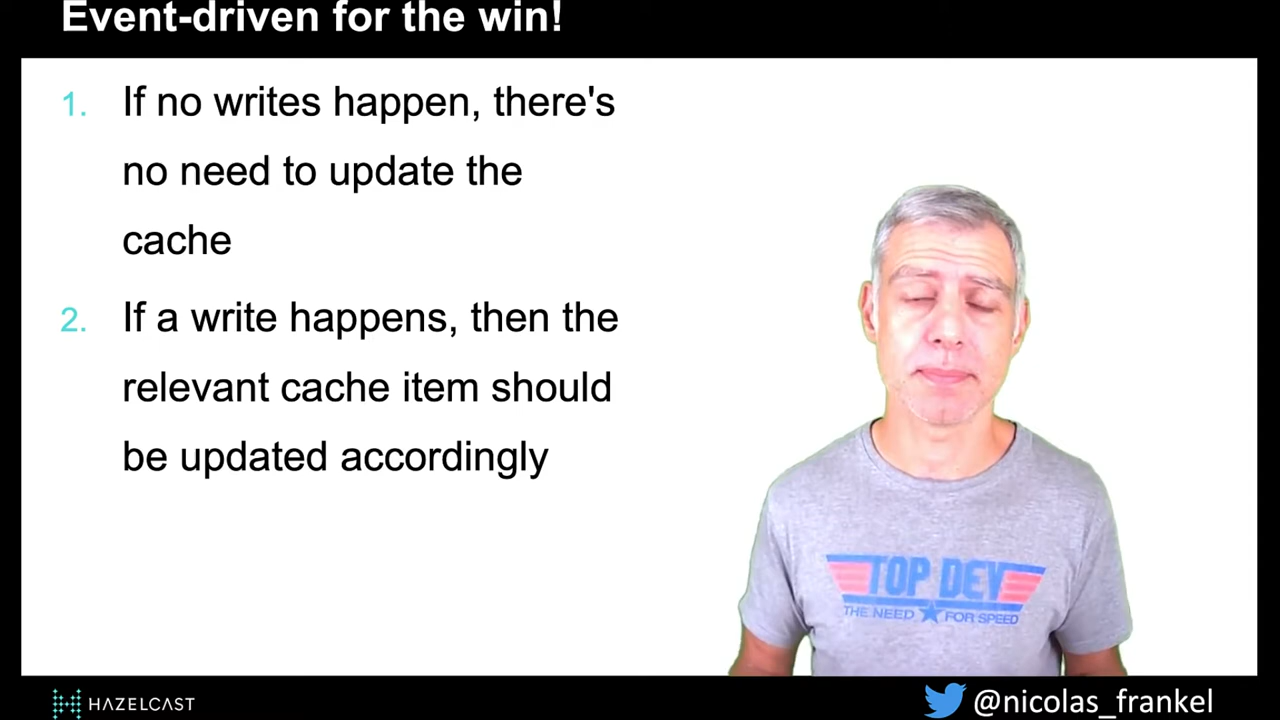 Event-driven for the win!
1. If no writes happen, there's
no need to update the
cache
2. If a write happens, then the
relevant cache item should
be updated accordingly
TOP DEV
THE NEED FOR SPEED
HAZELCAST
@nicolas_frankel